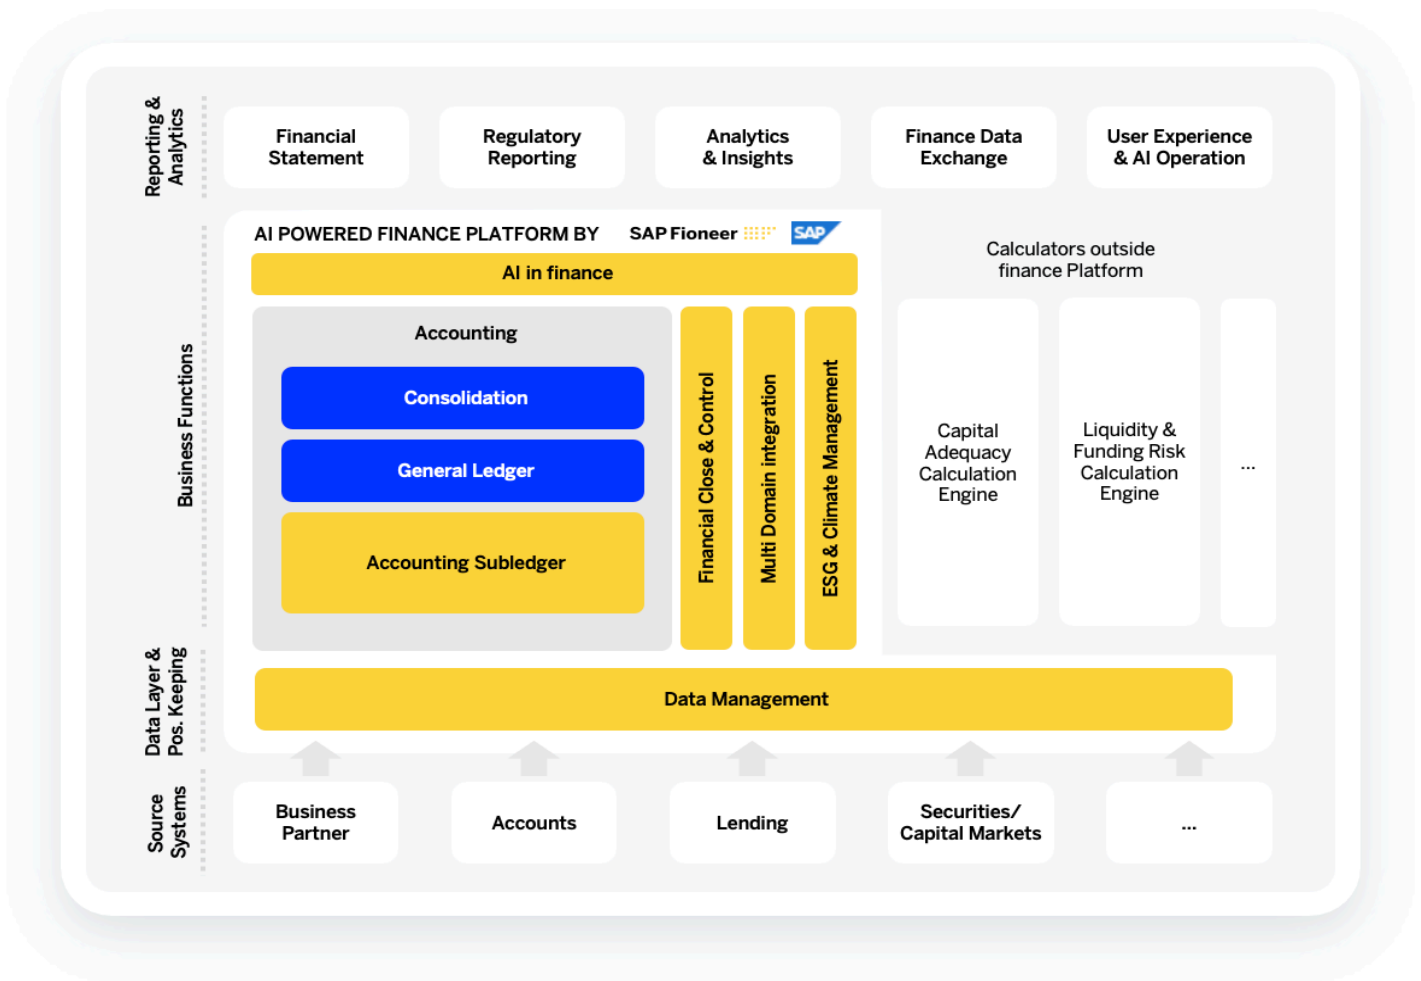 Reporting &
Analytics
Financial
Statement
Regulatory
Reporting
Analytics
& Insights
Finance Data
Exchange
User Experience
& AI Operation
Business Functions
AI POWERED FINANCE PLATFORM BY
SAP Fioneer
SAP
AI in finance
Accounting
Consolidation
General Ledger
Accounting Subledger
Financial Close & Control
Multi Domain integration
ESG & Climate Management
Calculators outside
finance Platform
Capital
Adequacy
Calculation
Engine
Liquidity &
Funding Risk
Calculation
Engine
...
Data Layer &
Pos. Keeping
Data Management
Source
Systems
Business
Partner
Accounts
Lending
Securities/
Capital Markets
...